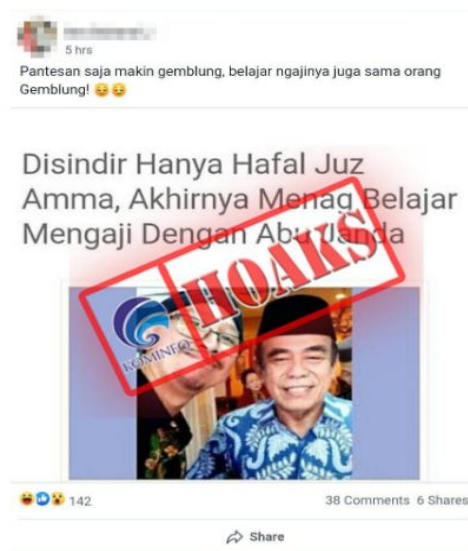 5 hrs
Pantesan saja makin gemblung, belajar ngajinya juga sama orang
Gemblung!
Disindir Hanya Hafal Juz
Amma, Akhirnya Menag Belajar
Mengaji Dengan Abu Janda
HOAKS
KOMINFO
142
38 Comments 6 Shares
Share